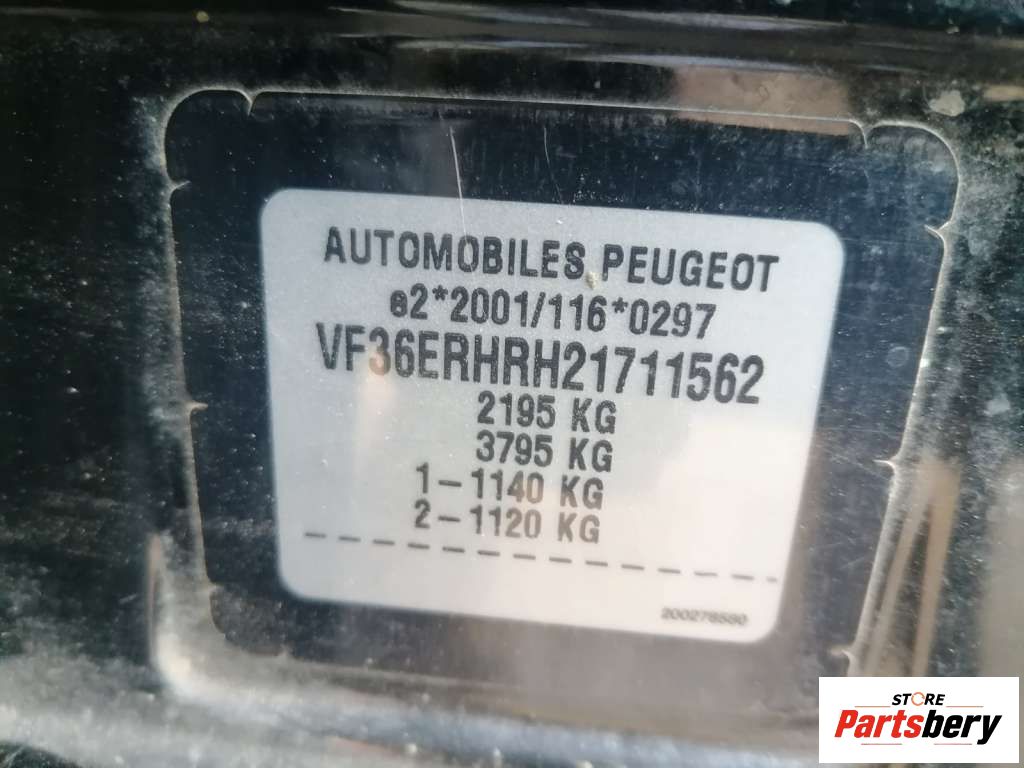 AUTOMOBILES PEUGEOT
e2*2001/116*0297
VF36ERHRH21711562
2195 KG
3795 KG
1-1140 KG
2-1120 KG
200278580
STORE
Partsbery